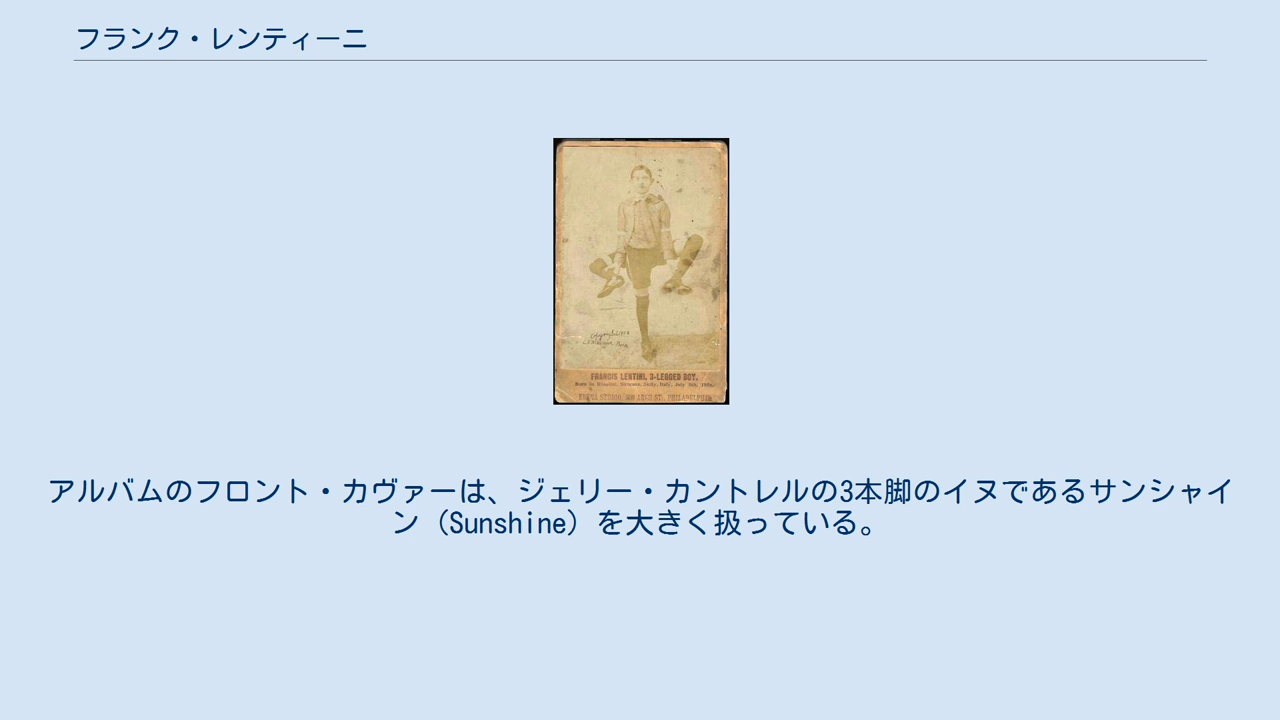 フランク・レンティーニ
FRANCIS LENTINI, 3-LEGGED BOY.
アルバムのフロント・カヴァーは、ジェリー・カントレルの3本脚のイヌであるサンシャイ
ン（Sunshine）を大きく扱っている。